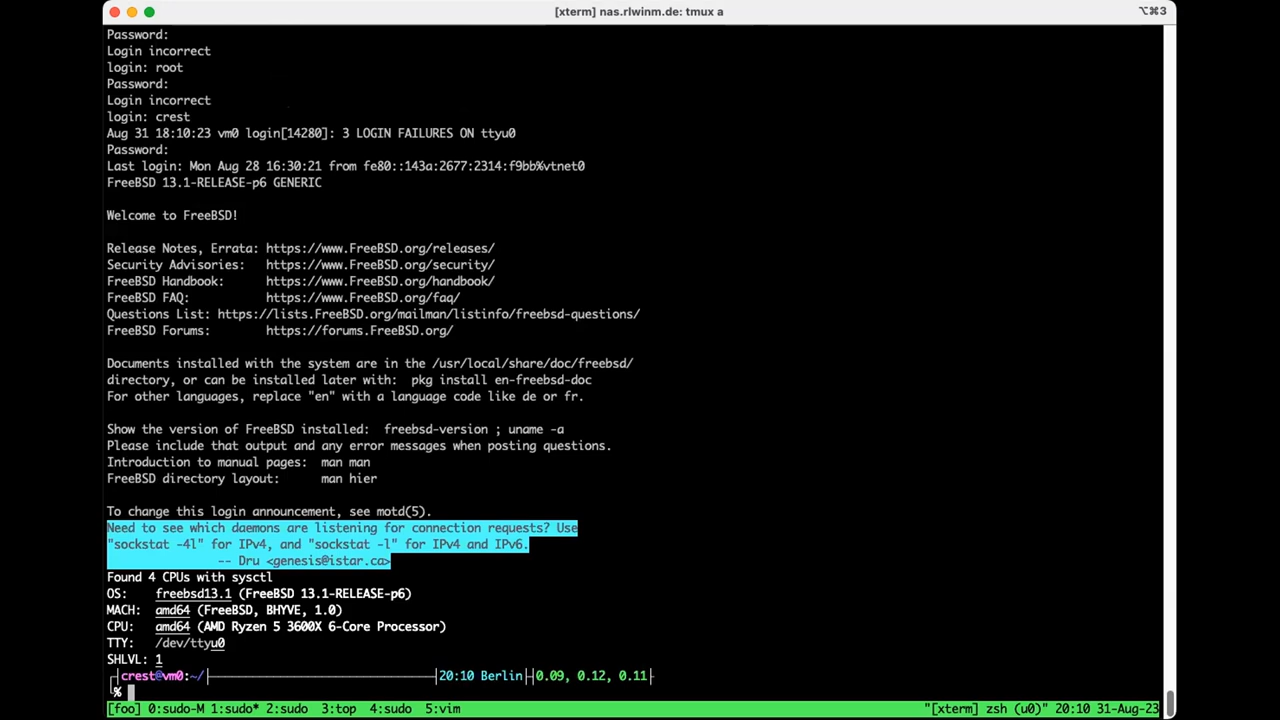 [xterm] nas.rlwinm.de: tmux a
⌥⌘3
Password:
Login incorrect
login: root
Password:
Login incorrect
login: crest
Aug 31 18:10:23 vm0 login[14280]: 3 LOGIN FAILURES ON ttyu0
Password:
Last login: Mon Aug 28 16:30:21 from fe80::143a:2677:2314:f9bb%vtnet0
FreeBSD 13.1-RELEASE-p6 GENERIC
Welcome to FreeBSD!
Release Notes, Errata: https://www.FreeBSD.org/releases/
Security Advisories:   https://www.FreeBSD.org/security/
FreeBSD Handbook:      https://www.FreeBSD.org/handbook/
FreeBSD FAQ:           https://www.FreeBSD.org/faq/
Questions List: https://lists.FreeBSD.org/mailman/listinfo/freebsd-questions/
FreeBSD Forums:        https://forums.FreeBSD.org/
Documents installed with the system are in the /usr/local/share/doc/freebsd/
directory, or can be installed later with:  pkg install en-freebsd-doc
For other languages, replace "en" with a language code like de or fr.
Show the version of FreeBSD installed:  freebsd-version ; uname -a
Please include that output and any error messages when posting questions.
Introduction to manual pages:  man man
FreeBSD directory layout:      man hier
To change this login announcement, see motd(5).
Need to see which daemons are listening for connection requests? Use
"sockstat -4l" for IPv4, and "sockstat -l" for IPv4 and IPv6.
-- Dru <genesis@istar.ca>
Found 4 CPUs with sysctl
OS:    freebsd13.1 (FreeBSD 13.1-RELEASE-p6)
MACH:  amd64 (FreeBSD, BHYVE, 1.0)
CPU:   amd64 (AMD Ryzen 5 3600X 6-Core Processor)
TTY:   /dev/ttyu0
SHLVL: 1
┌┤crest@vm0:~/├───────────────────────────┤20:10 Berlin├┤0.09, 0.12, 0.11├
└%
[foo] 0:sudo-M 1:sudo* 2:sudo  3:top  4:sudo  5:vim
"[xterm] zsh (u0)" 20:10 31-Aug-23